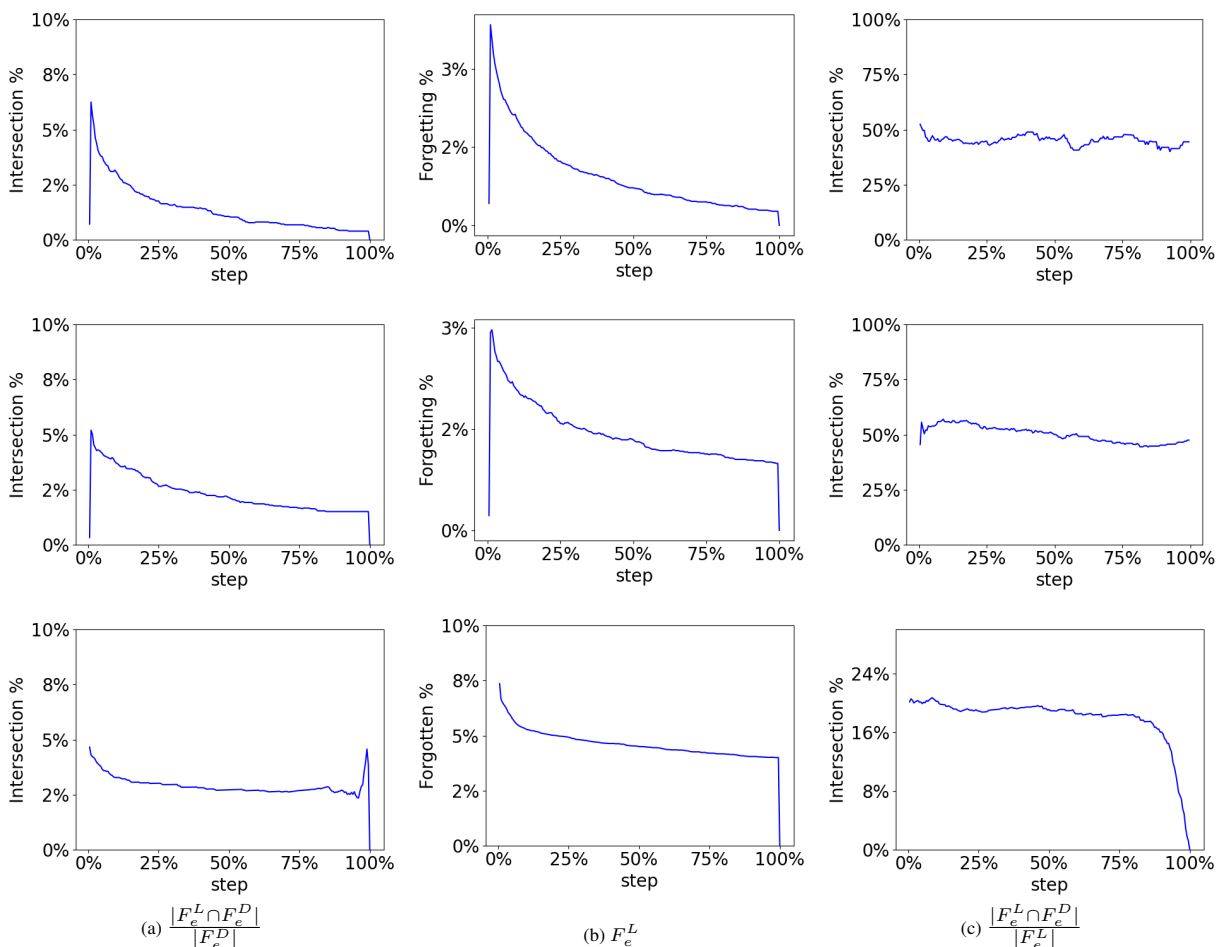 10%
8%
5%
2%
0%
Intersection %
0% 25% 50% 75% 100%
step
3%
2%
0%
Forgetting %
0% 25% 50% 75% 100%
step
100%
75%
50%
25%
0%
Intersection %
0% 25% 50% 75% 100%
step
10%
8%
5%
2%
0%
Intersection %
0% 25% 50% 75% 100%
step
3%
2%
0%
Forgetting %
0% 25% 50% 75% 100%
step
100%
75%
50%
25%
0%
Intersection %
0% 25% 50% 75% 100%
step
10%
8%
5%
2%
0%
Intersection %
0% 25% 50% 75% 100%
step
10%
8%
5%
2%
0%
Forgotten %
0% 25% 50% 75% 100%
step
24%
16%
8%
0%
Intersection %
0% 25% 50% 75% 100%
step
(a) $\frac{|F_e^L \cap F_e^D|}{|F_e^D|}$
(b) $F_e^L$
(c) $\frac{|F_e^L \cap F_e^D|}{|F_e^L|}$